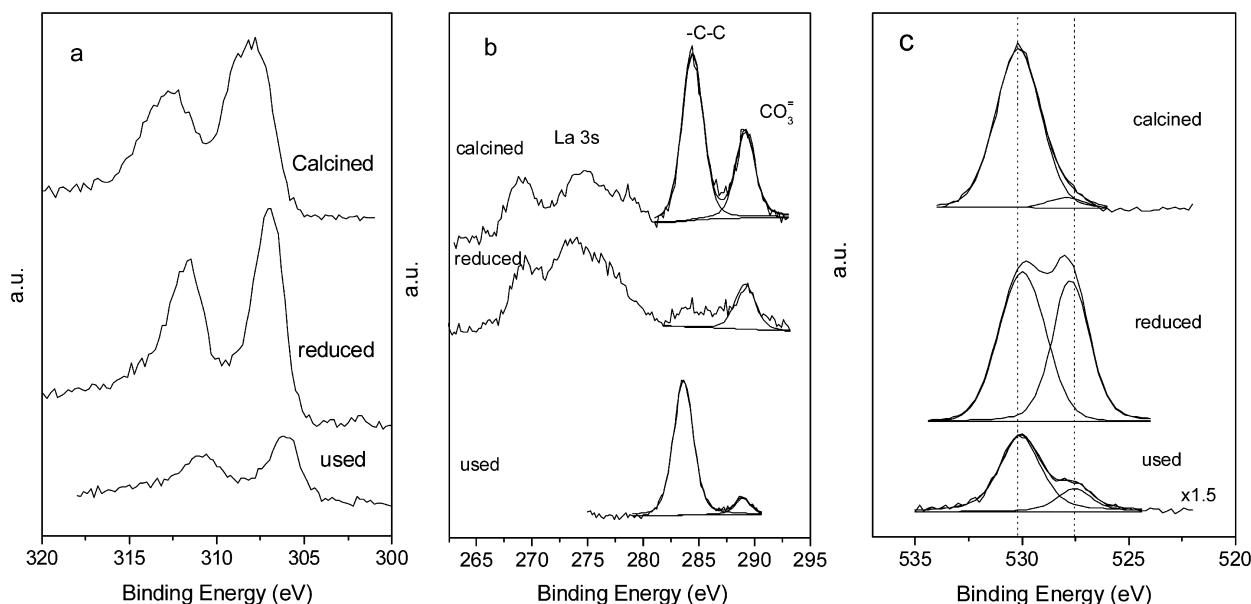 a
Calcined
reduced
used
a.u.
320 315 310 305 300
Binding Energy (eV)
b
-C-C
CO₃⁼
La 3s
calcined
reduced
used
a.u.
265 270 275 280 285 290 295
Binding Energy (eV)
c
calcined
reduced
used
x1.5
a.u.
535 530 525 520
Binding Energy (eV)